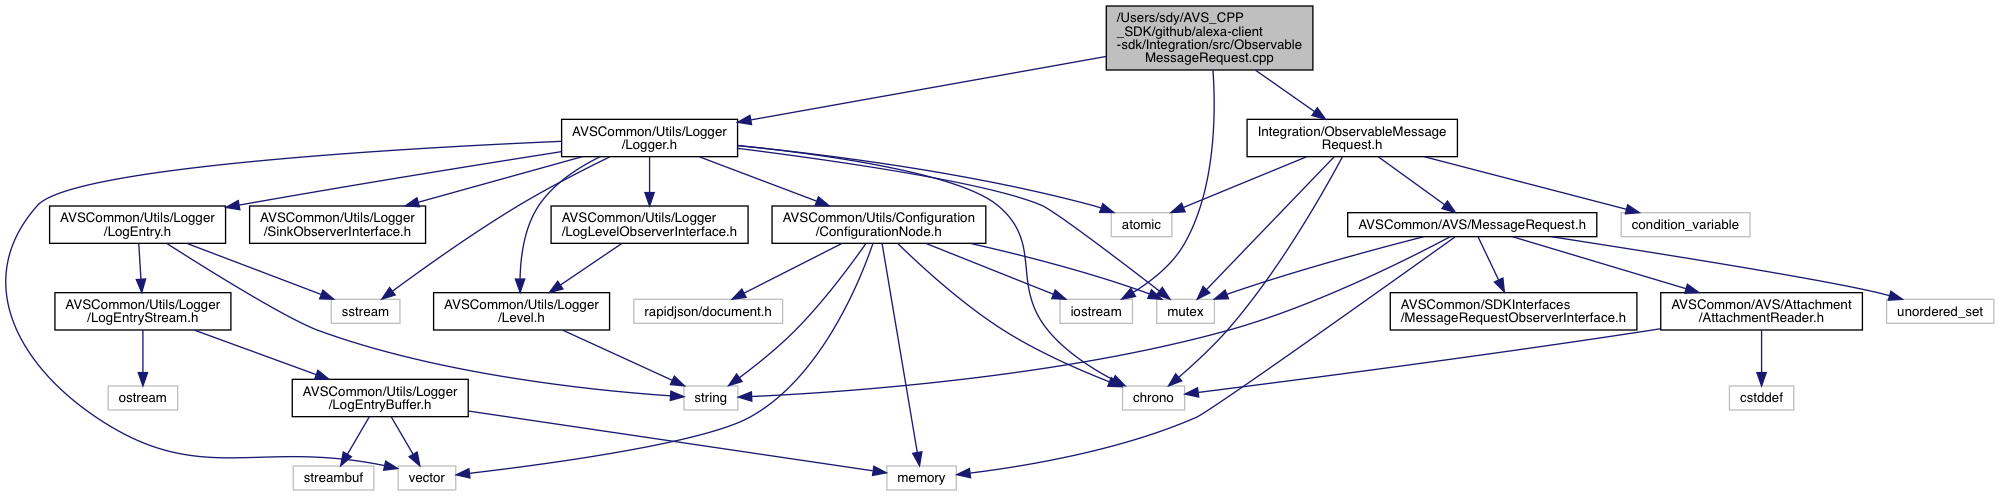 /Users/sdy/AVS_CPP
_SDK/github/alexa-client
-sdk/Integration/src/Observable
MessageRequest.cpp
AVSCommon/Utils/Logger
/Logger.h
Integration/ObservableMessage
Request.h
AVSCommon/Utils/Logger
/LogEntry.h
AVSCommon/Utils/Logger
/SinkObserverInterface.h
AVSCommon/Utils/Logger
/LogLevelObserverInterface.h
AVSCommon/Utils/Configuration
/ConfigurationNode.h
atomic
AVSCommon/AVS/MessageRequest.h
condition_variable
AVSCommon/Utils/Logger
/LogEntryStream.h
sstream
AVSCommon/Utils/Logger
/Level.h
rapidjson/document.h
iostream
mutex
AVSCommon/SDKInterfaces
/MessageRequestObserverInterface.h
AVSCommon/AVS/Attachment
/AttachmentReader.h
unordered_set
ostream
AVSCommon/Utils/Logger
/LogEntryBuffer.h
string
chrono
cstddef
streambuf
vector
memory